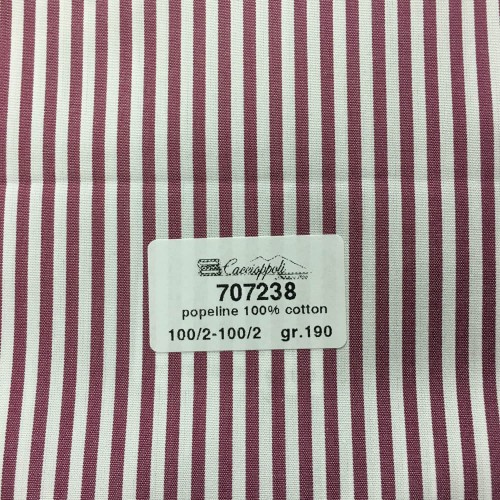 Caccioppoli
707238
popeline 100% cotton
100/2-100/2 gr.190